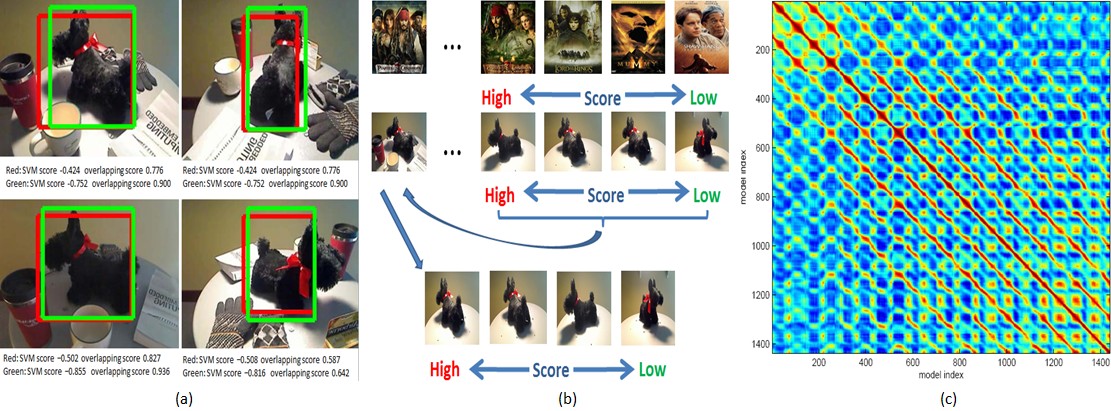 Red: SVM score -0.424 overlapping score 0.776
Green: SVM score -0.752 overlapping score 0.900
Red: SVM score -0.424 overlapping score 0.776
Green: SVM score -0.752 overlapping score 0.900
Red: SVM score −0.502 overlapping score 0.827
Green: SVM score −0.855 overlapping score 0.936
Red: SVM score −0.508 overlapping score 0.587
Green: SVM score −0.816 overlapping score 0.642
(a)
...
High Score Low
...
High Score Low
High Score Low
(b)
model index
200
400
600
800
1000
1200
1400
200 400 600 800 1000 1200 1400
model index
(c)